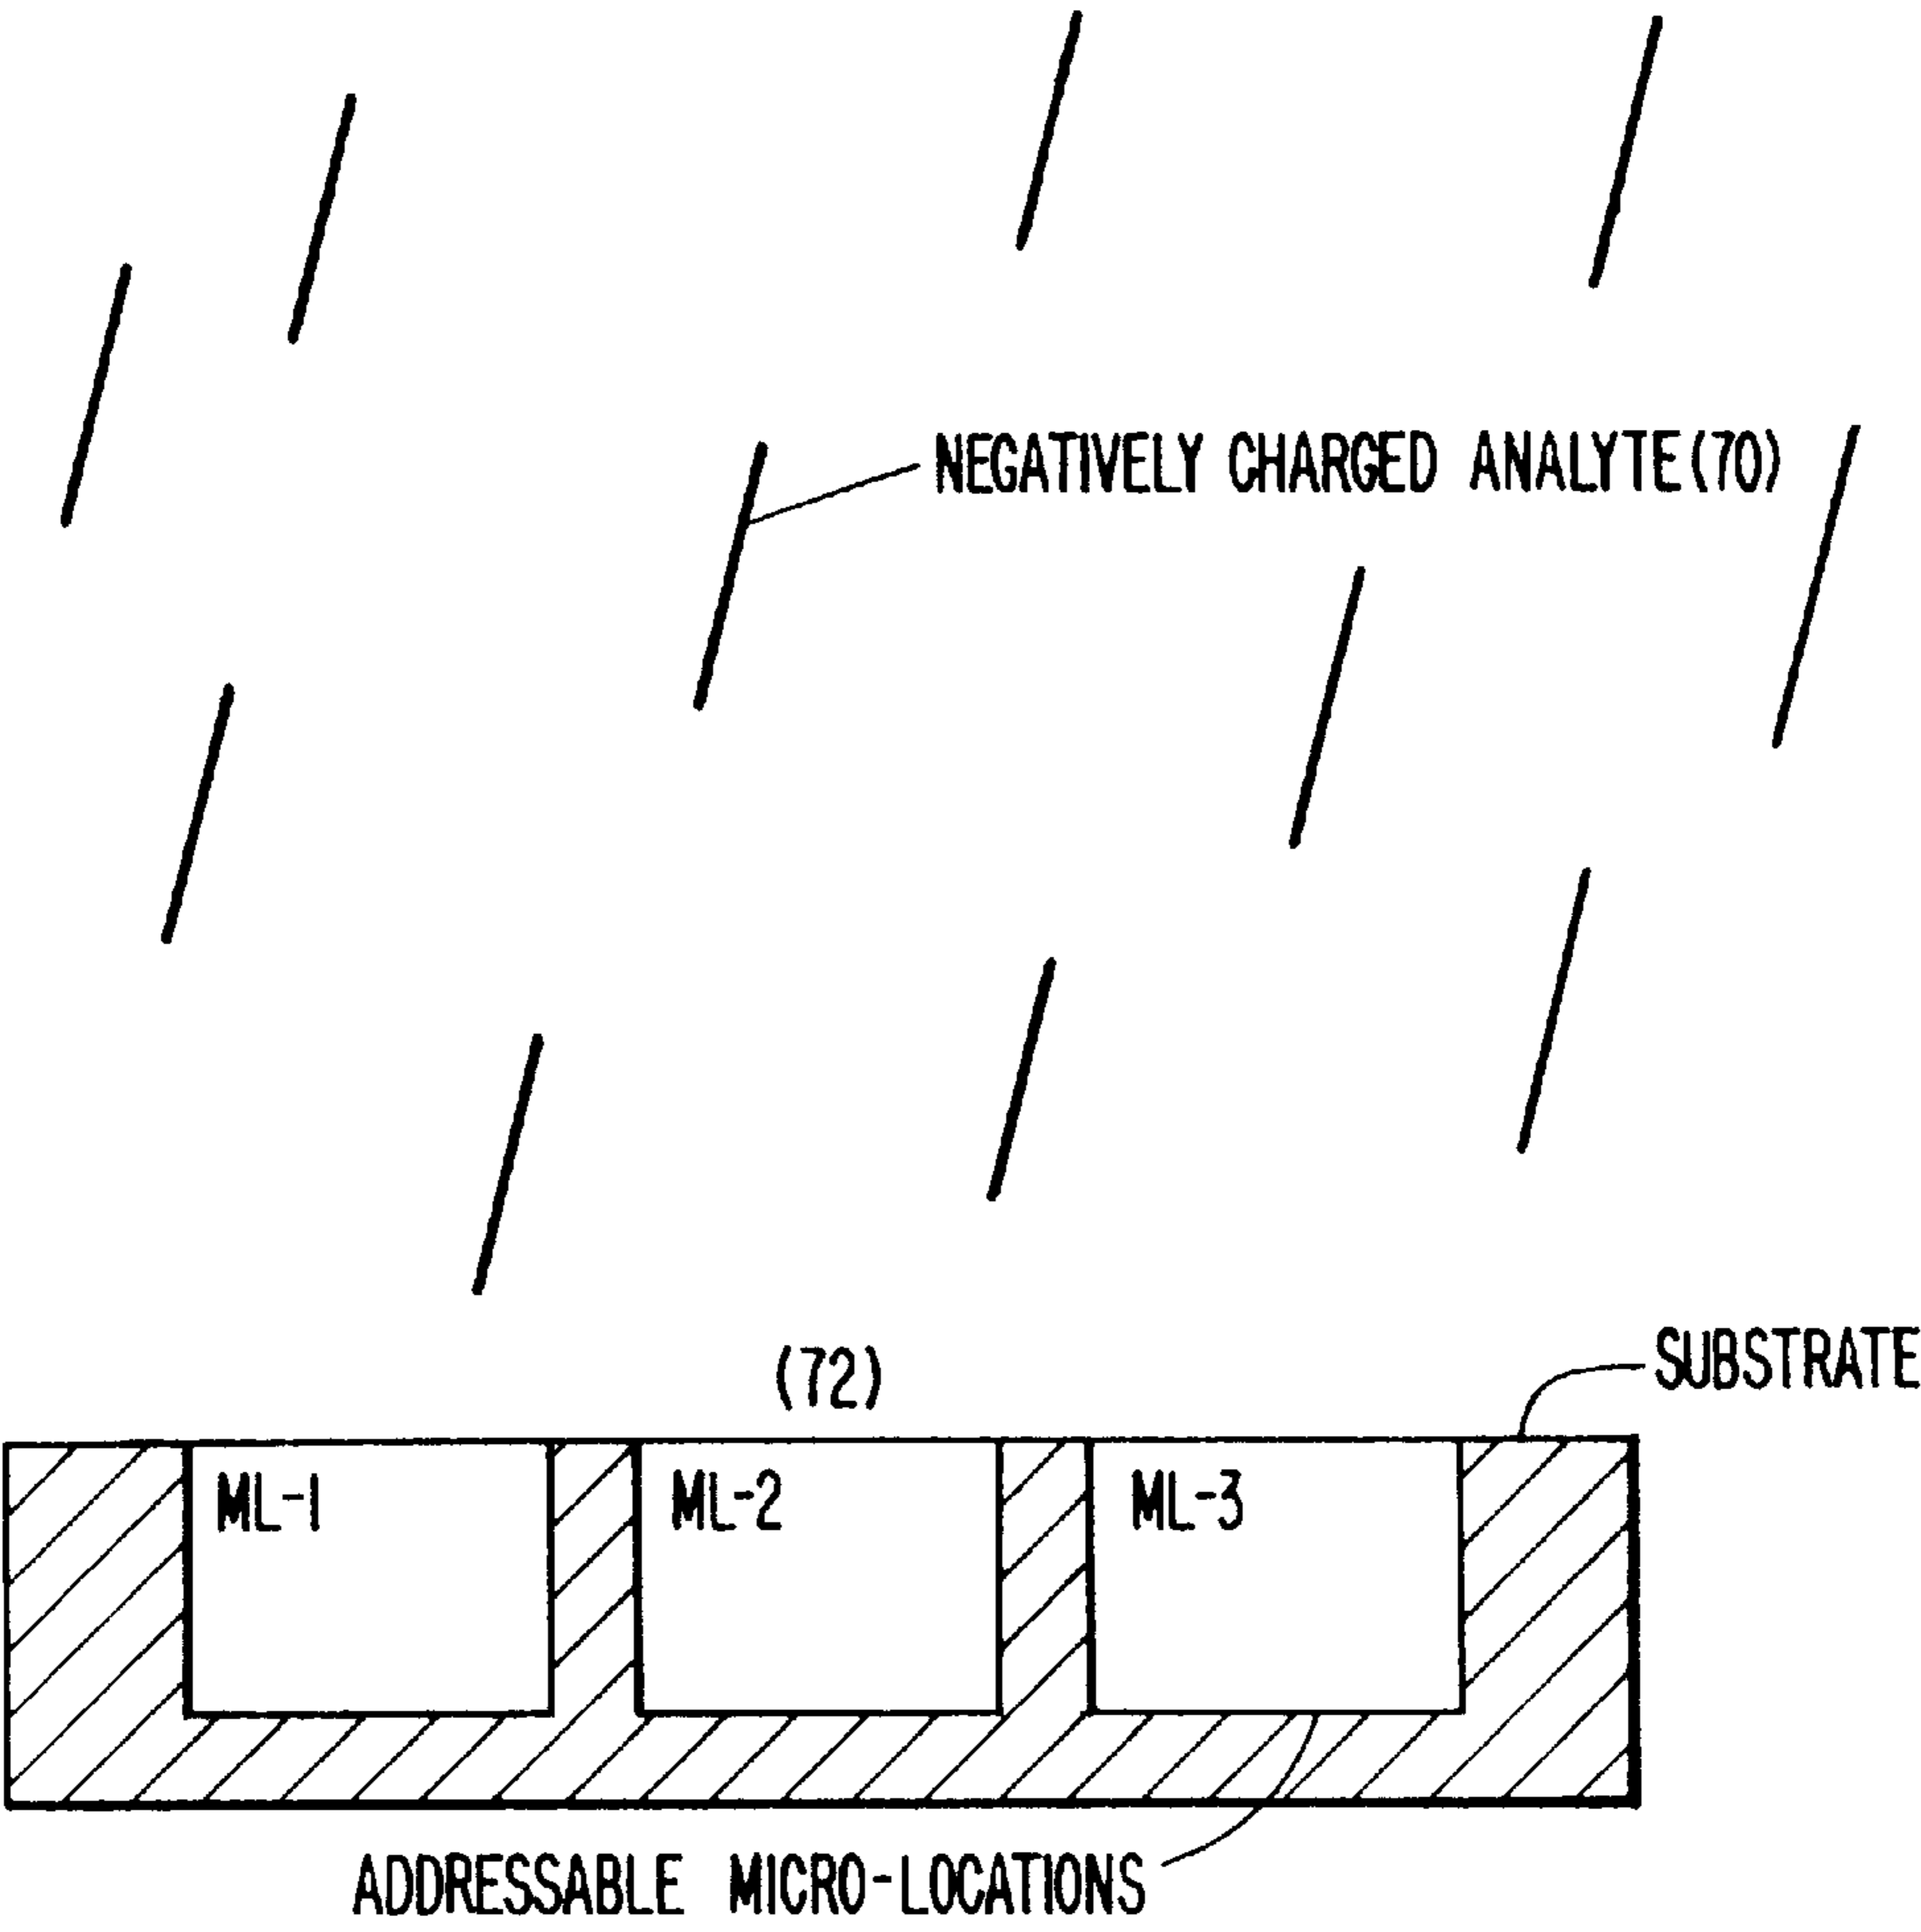 NEGATIVELY CHARGED ANALYTE(70)
(72)
SUBSTRATE
ML-1
ML-2
ML-3
ADDRESSABLE MICRO-LOCATIONS